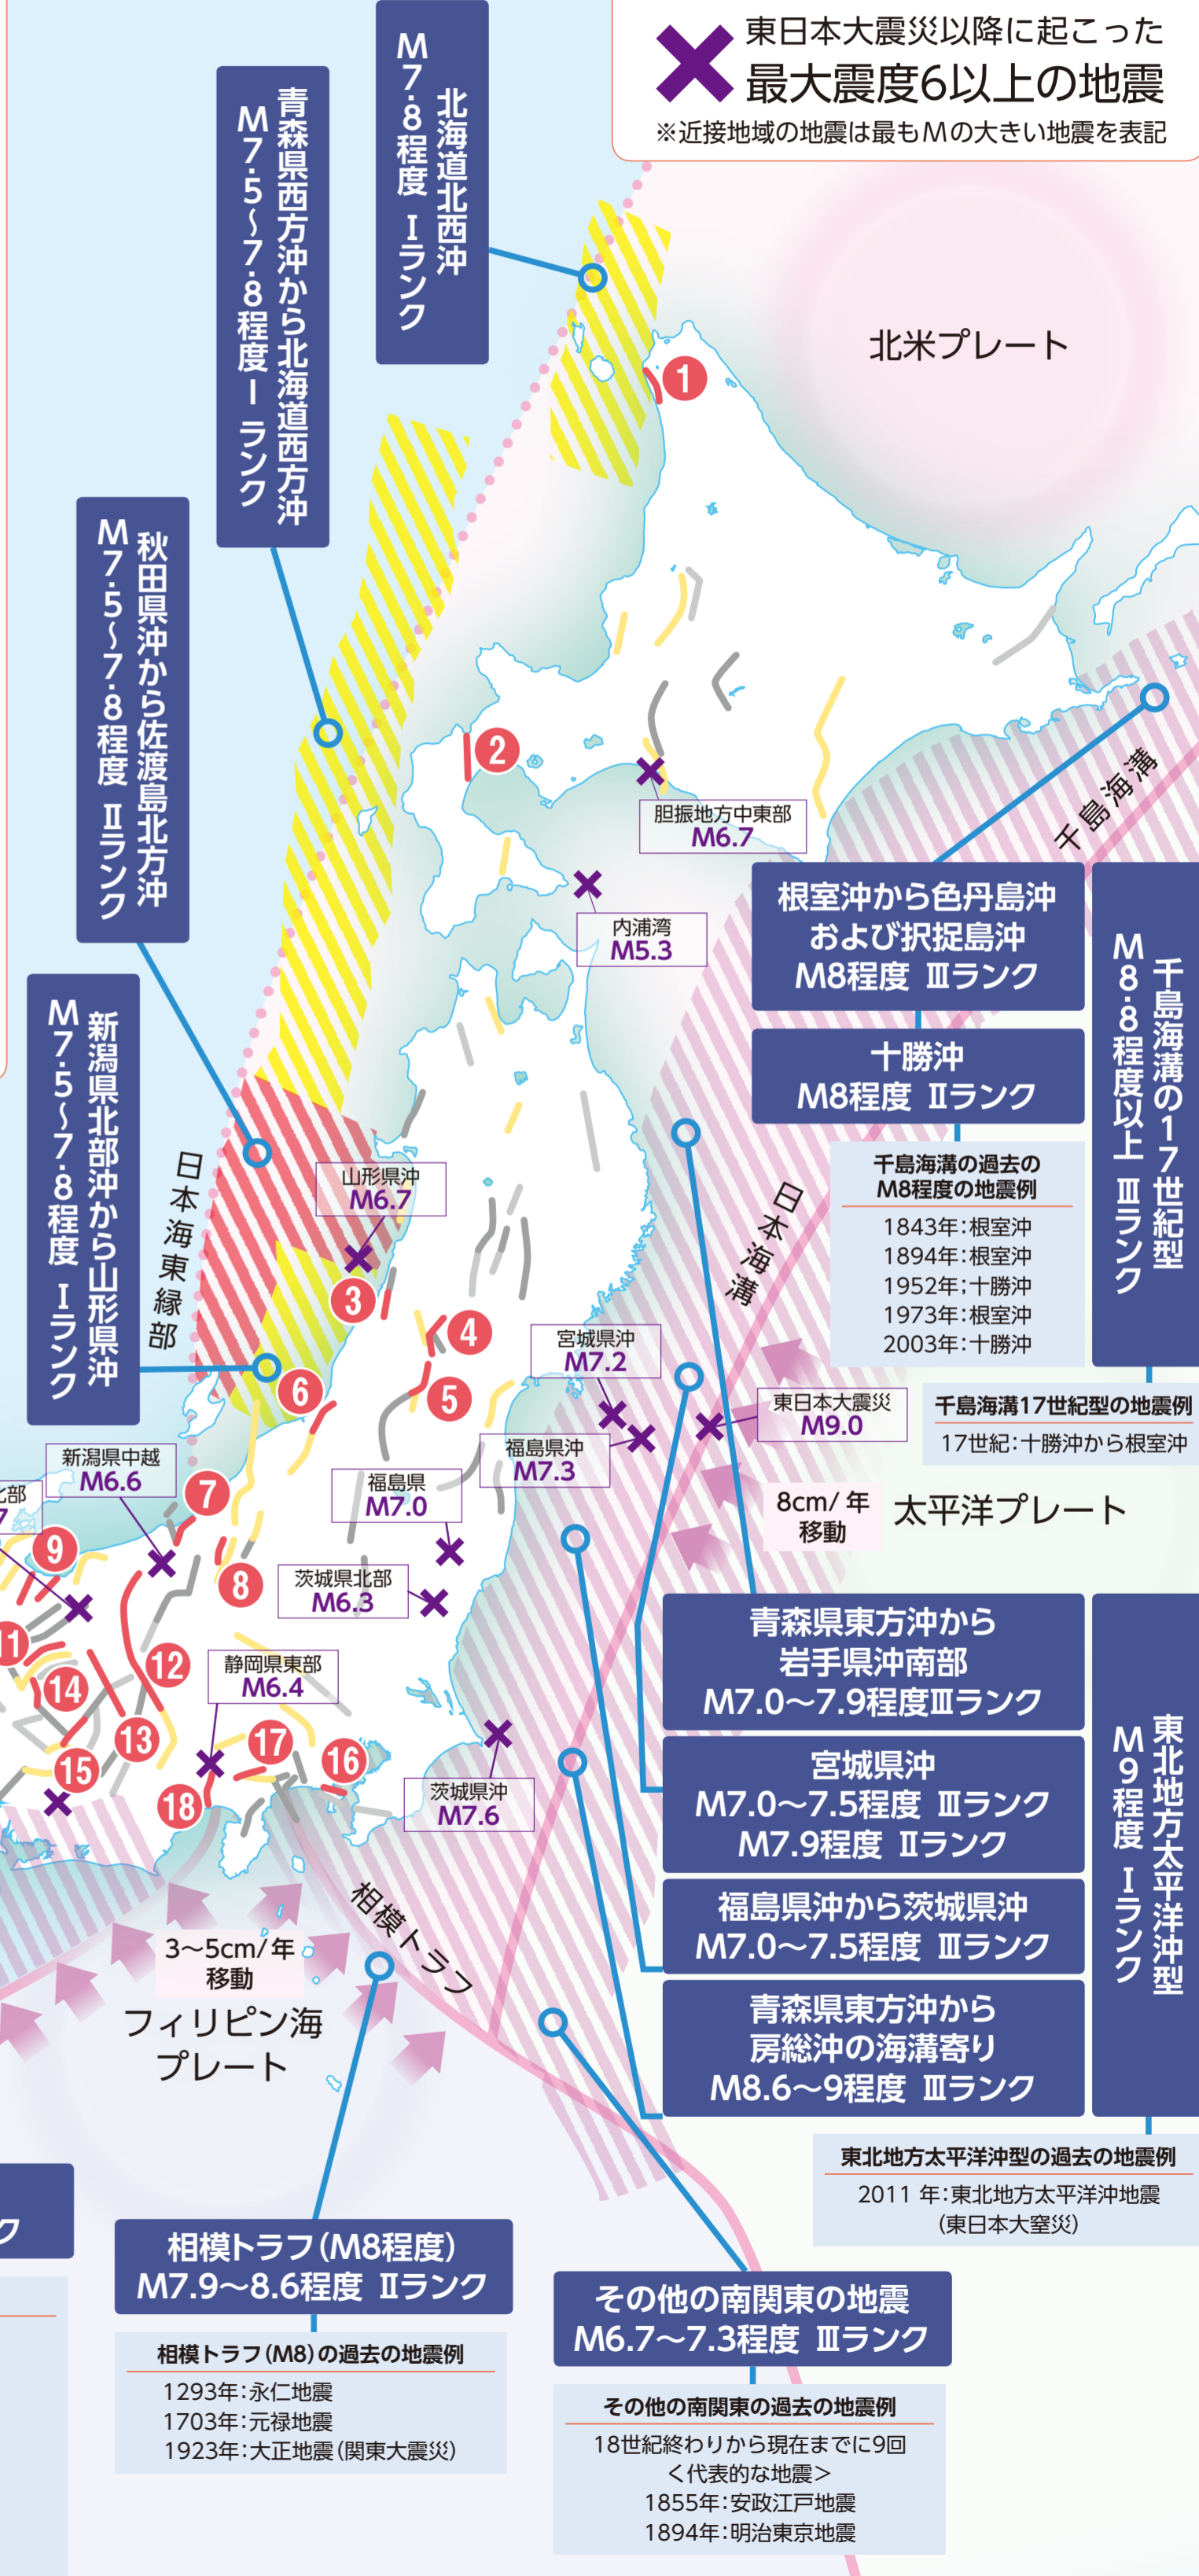 東日本大震災以降に起こった
最大震度6以上の地震
※近接地域の地震は最もMの大きい地震を表記
北海道北西沖
M7.8程度 Ⅰランク
青森県西方沖から北海道西方沖
M7.5〜7.8程度 Ⅰランク
秋田県沖から佐渡島北方沖
M7.5〜7.8程度 Ⅱランク
新潟県北部沖から山形県沖
M7.5〜7.8程度 Ⅰランク
北米プレート
1
2
胆振地方中東部
M6.7
内浦湾
M5.3
千島海溝
根室沖から色丹島沖
および択捉島沖
M8程度 Ⅲランク
十勝沖
M8程度 Ⅱランク
千島海溝の17世紀型
M8.8程度以上 Ⅲランク
千島海溝の過去の
M8程度の地震例
1843年:根室沖
1894年:根室沖
1952年;十勝沖
1973年:根室沖
2003年:十勝沖
千島海溝17世紀型の地震例
17世紀:十勝沖から根室沖
日本海東縁部
日本海溝
山形県沖
M6.7
3
4
5
6
宮城県沖
M7.2
福島県沖
M7.3
東日本大震災
M9.0
8cm/年
移動
太平洋プレート
新潟県中越
M6.6
部
7
7
8
9
福島県
M7.0
茨城県北部
M6.3
11
12
静岡県東部
M6.4
14
13
15
17
16
18
茨城県沖
M7.6
青森県東方沖から
岩手県沖南部
M7.0〜7.9程度Ⅲランク
宮城県沖
M7.0〜7.5程度 Ⅲランク
M7.9程度 Ⅱランク
福島県沖から茨城県沖
M7.0〜7.5程度 Ⅲランク
青森県東方沖から
房総沖の海溝寄り
M8.6〜9程度 Ⅲランク
東北地方太平洋沖型
M9程度 Ⅰランク
東北地方太平洋沖型の過去の地震例
2011 年:東北地方太平洋沖地震
(東日本大窒災)
相模トラフ
3〜5cm/年
移動
フィリピン海
プレート
ク
相模トラフ(M8程度)
M7.9〜8.6程度 Ⅱランク
相模トラフ(M8)の過去の地震例
1293年:永仁地震
1703年:元禄地震
1923年:大正地震(関東大震災)
その他の南関東の地震
M6.7〜7.3程度 Ⅲランク
その他の南関東の過去の地震例
18世紀終わりから現在までに9回
<代表的な地震>
1855年:安政江戸地震
1894年:明治東京地震